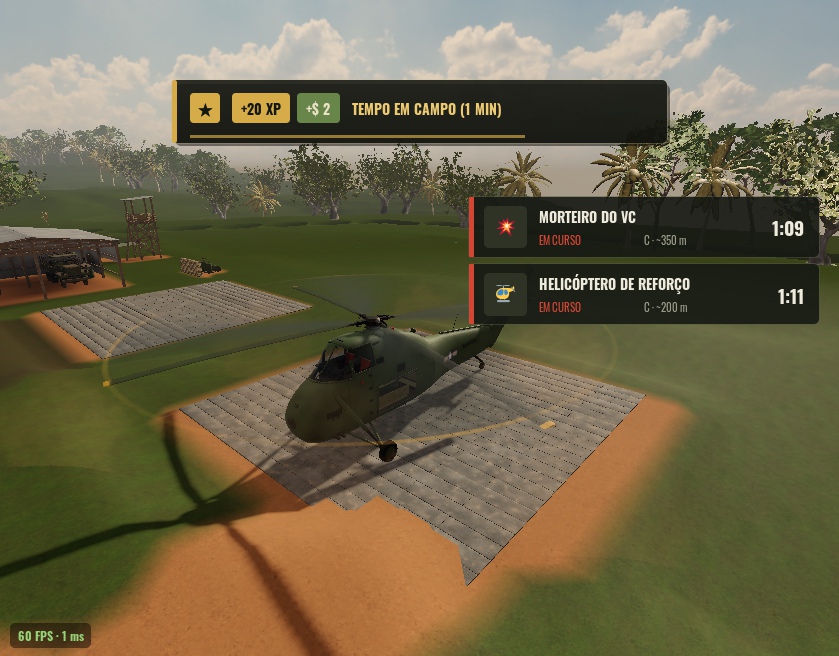 ★ +20 XP +$ 2 TEMPO EM CAMPO (1 MIN)
MORTEIRO DO VC
EM CURSO C · ~350 m
1:09
HELICÓPTERO DE REFORÇO
EM CURSO C · ~200 m
1:11
60 FPS · 1 ms